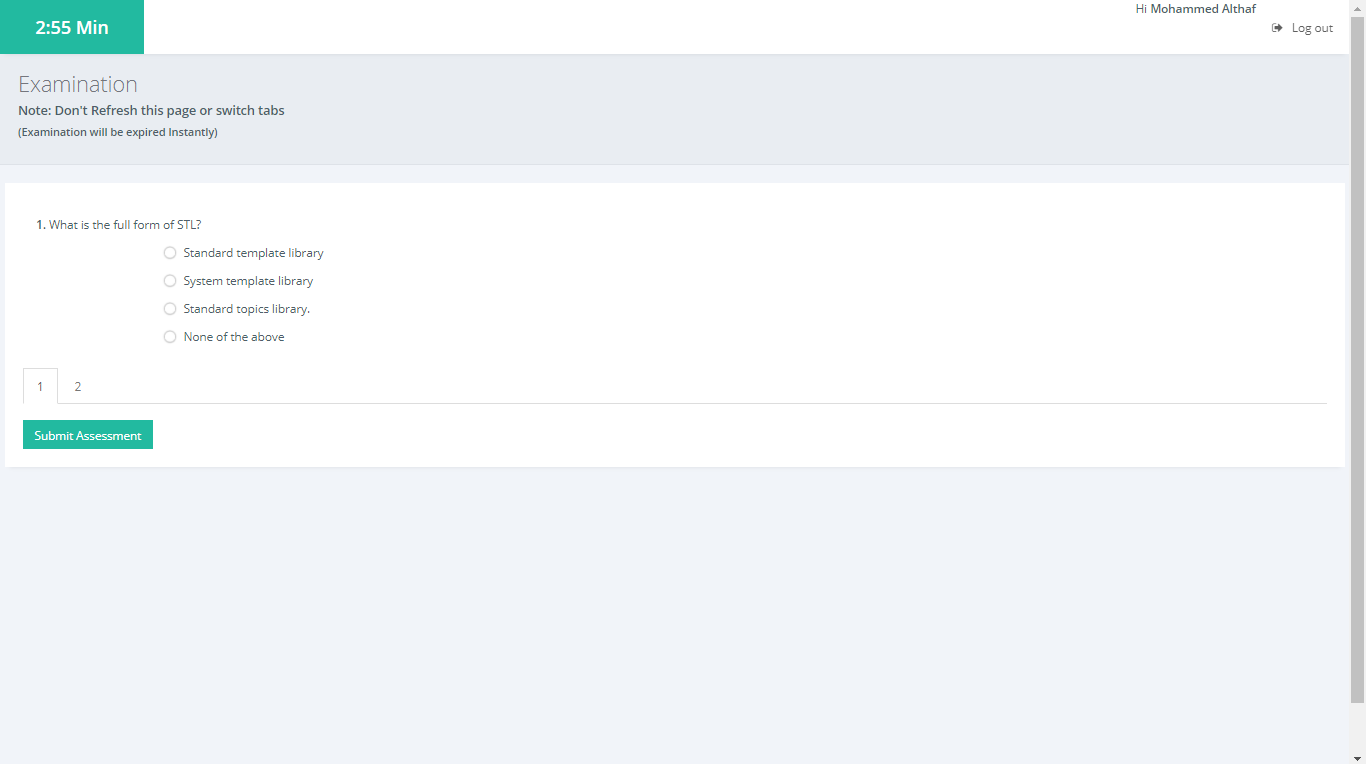 2:55 Min
Hi Mohammed Althaf
Log out
Examination
Note: Don't Refresh this page or switch tabs
(Examination will be expired Instantly)
1. What is the full form of STL?
Standard template library
System template library
Standard topics library.
None of the above
1 2
Submit Assessment